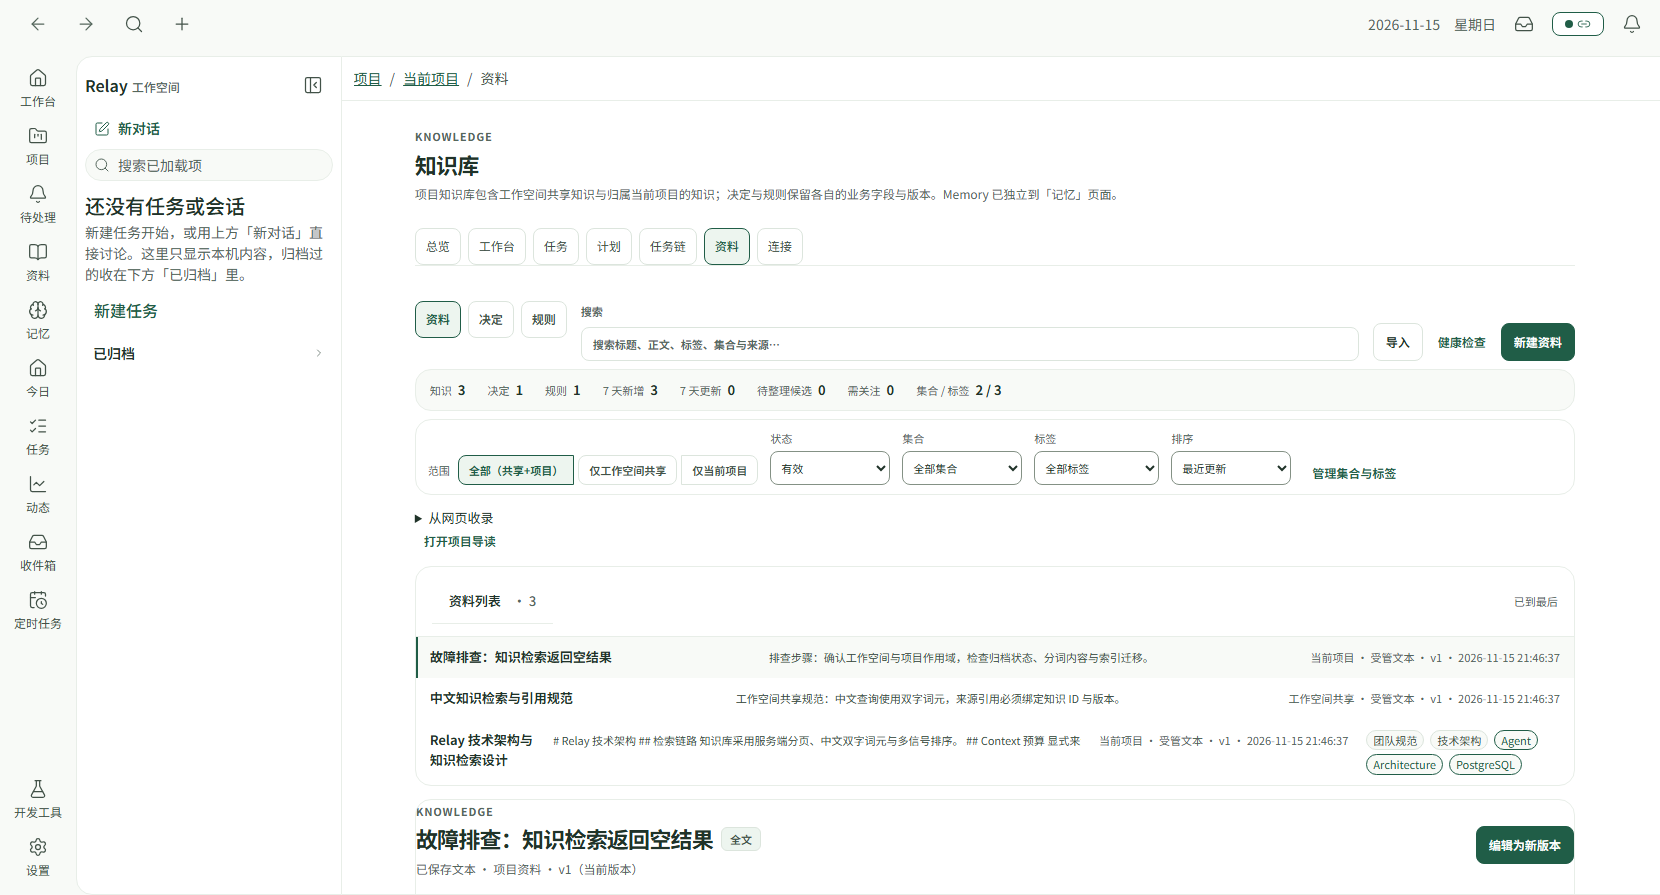 2026-11-15 星期日
工作台
项目
待处理
资料
记忆
今日
任务
动态
收件箱
定时任务
开发工具
设置
Relay 工作空间
新对话
搜索已加载项
还没有任务或会话
新建任务开始，或用上方「新对话」直
接讨论。这里只显示本机内容，归档过
的收在下方「已归档」里。
新建任务
已归档
项目 / 当前项目 / 资料
KNOWLEDGE
知识库
项目知识库包含工作空间共享知识与归属当前项目的知识；决定与规则保留各自的业务字段与版本。Memory 已独立到「记忆」页面。
总览 工作台 任务 计划 任务链 资料 连接
资料 决定 规则
搜索
搜索标题、正文、标签、集合与来源…
导入 健康检查 新建资料
知识 3 决定 1 规则 1 7 天新增 3 7 天更新 0 待整理候选 0 需关注 0 集合 / 标签 2 / 3
状态 集合 标签 排序
范围 全部（共享+项目） 仅工作空间共享 仅当前项目 有效 全部集合 全部标签 最近更新 管理集合与标签
从网页收录
打开项目导读
资料列表 · 3 已到最后
故障排查：知识检索返回空结果 排查步骤：确认工作空间与项目作用域，检查归档状态、分词内容与索引迁移。 当前项目 · 受管文本 · v1 · 2026-11-15 21:46:37
中文知识检索与引用规范 工作空间共享规范：中文查询使用双字词元，来源引用必须绑定知识 ID 与版本。 工作空间共享 · 受管文本 · v1 · 2026-11-15 21:46:37
Relay 技术架构与 # Relay 技术架构 ## 检索链路 知识库采用服务端分页、中文双字词元与多信号排序。 ## Context 预算 显式来 当前项目 · 受管文本 · v1 · 2026-11-15 21:46:37 团队规范 技术架构 Agent
知识检索设计 Architecture PostgreSQL
KNOWLEDGE
故障排查：知识检索返回空结果 全文
编辑为新版本
已保存文本 · 项目资料 · v1（当前版本）